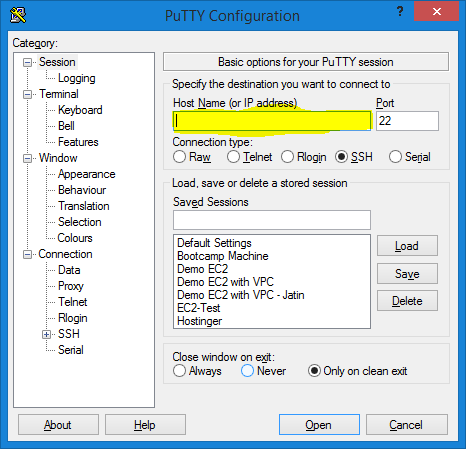 PuTTY Configuration
?
Category:
Session
Logging
Terminal
Keyboard
Bell
Features
Window
Appearance
Behaviour
Translation
Selection
Colours
Connection
Data
Proxy
Telnet
Rlogin
SSH
Serial
Basic options for your PuTTY session
Specify the destination you want to connect to
Host Name (or IP address) Port
22
Connection type:
Raw Telnet Rlogin SSH Serial
Load, save or delete a stored session
Saved Sessions
Default Settings
Bootcamp Machine
Demo EC2
Demo EC2 with VPC
Demo EC2 with VPC - Jatin
EC2-Test
Hostinger
Load
Save
Delete
Close window on exit:
Always Never Only on clean exit
About Help Open Cancel